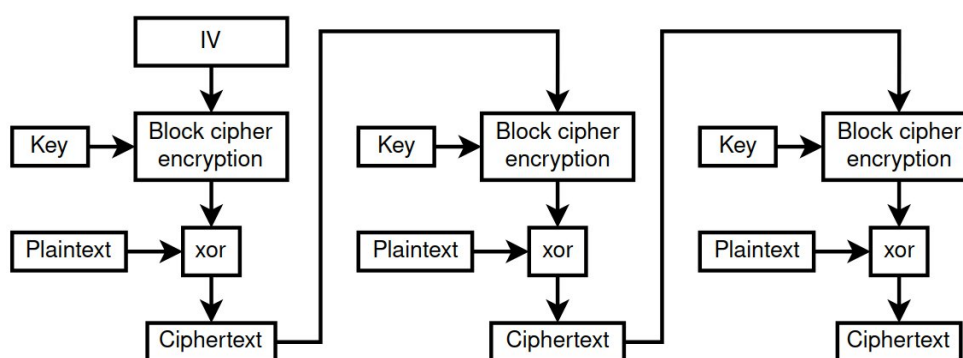 IV
Key
Block cipher
encryption
Key
Block cipher
encryption
Key
Block cipher
encryption
Plaintext
xor
Plaintext
xor
Plaintext
xor
Ciphertext
Ciphertext
Ciphertext